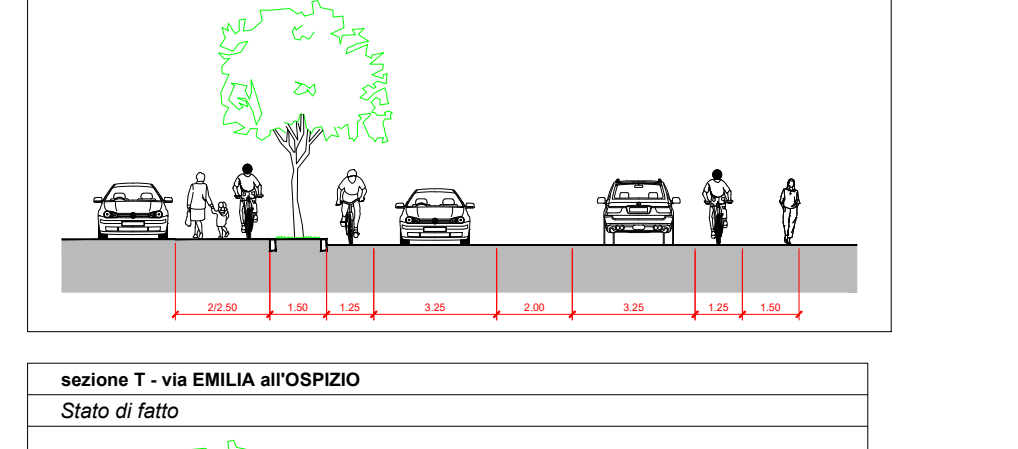 2/2.50 1.50 1.25 3.25 2.00 3.25 1.25 1.50
sezione T - via EMILIA all'OSPIZIO
Stato di fatto